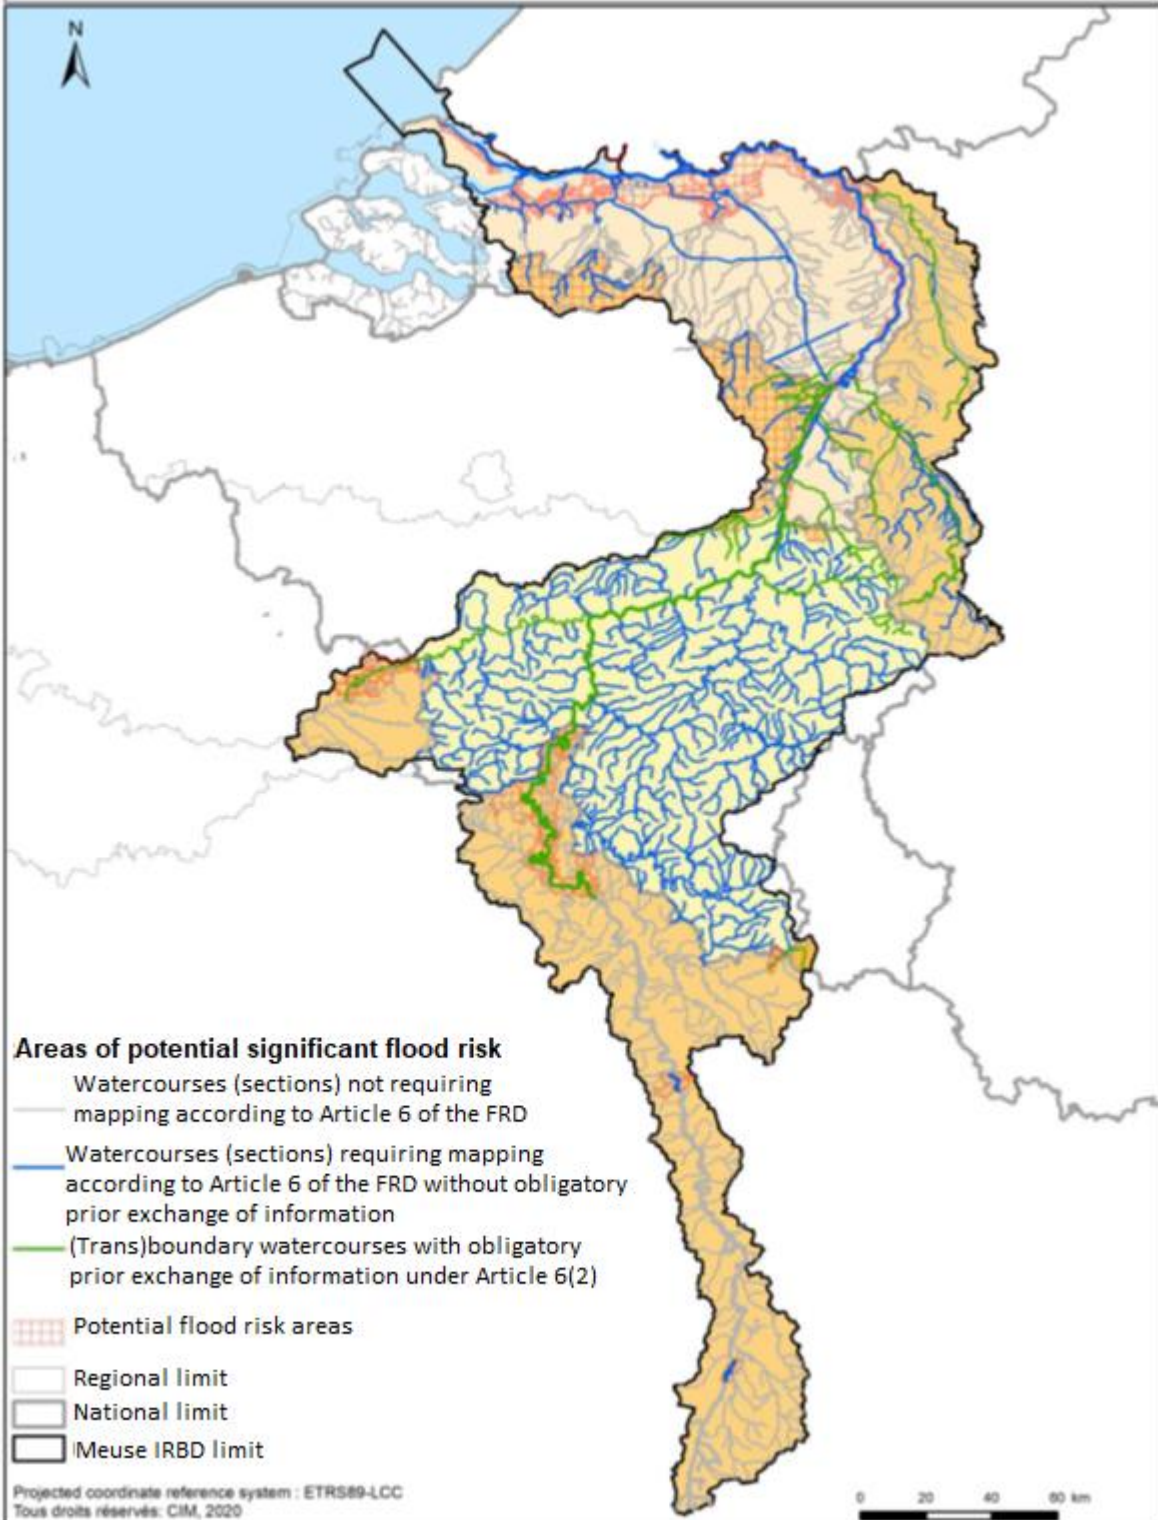 N
Areas of potential significant flood risk
Watercourses (sections) not requiring
mapping according to Article 6 of the FRD
Watercourses (sections) requiring mapping
according to Article 6 of the FRD without obligatory
prior exchange of information
(Trans)boundary watercourses with obligatory
prior exchange of information under Article 6(2)
Potential flood risk areas
Regional limit
National limit
Meuse IRBD limit
Projected coordinate reference system : ETRS89-LCC
Tous droits réservés: CIM, 2020
0 20 40 60 km